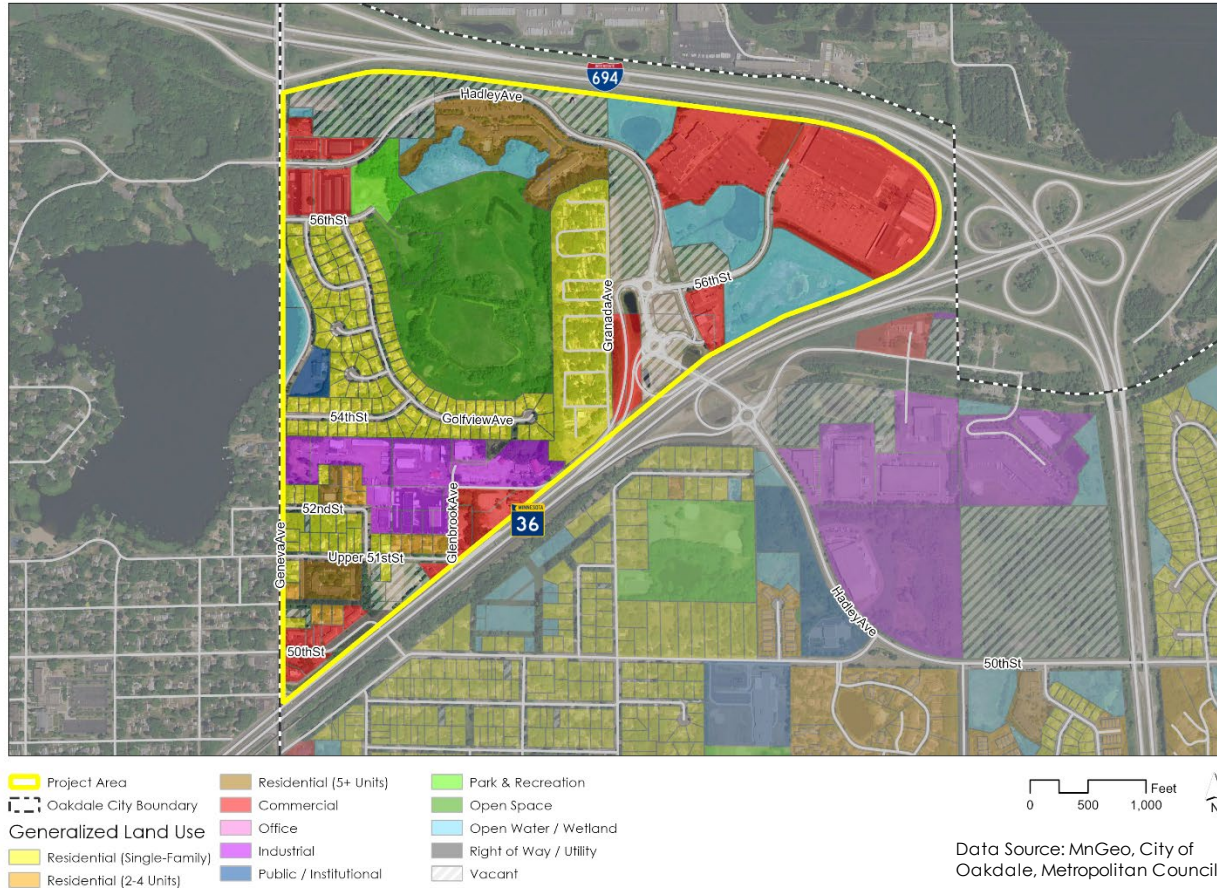 INTERSTATE
694
HadleyAve
56thSt
56thSt
GranadaAve
54thSt
GolfviewAve
52ndSt
GlenbrookAve
MINNESOTA
36
GenevaAve
Upper 51stSt
HadleyAve
50thSt
50thSt
Project Area
Oakdale City Boundary
Generalized Land Use
Residential (Single-Family)
Residential (2-4 Units)
Residential (5+ Units)
Commercial
Office
Industrial
Public / Institutional
Park & Recreation
Open Space
Open Water / Wetland
Right of Way / Utility
Vacant
Feet
0 500 1,000
N
Data Source: MnGeo, City of
Oakdale, Metropolitan Council